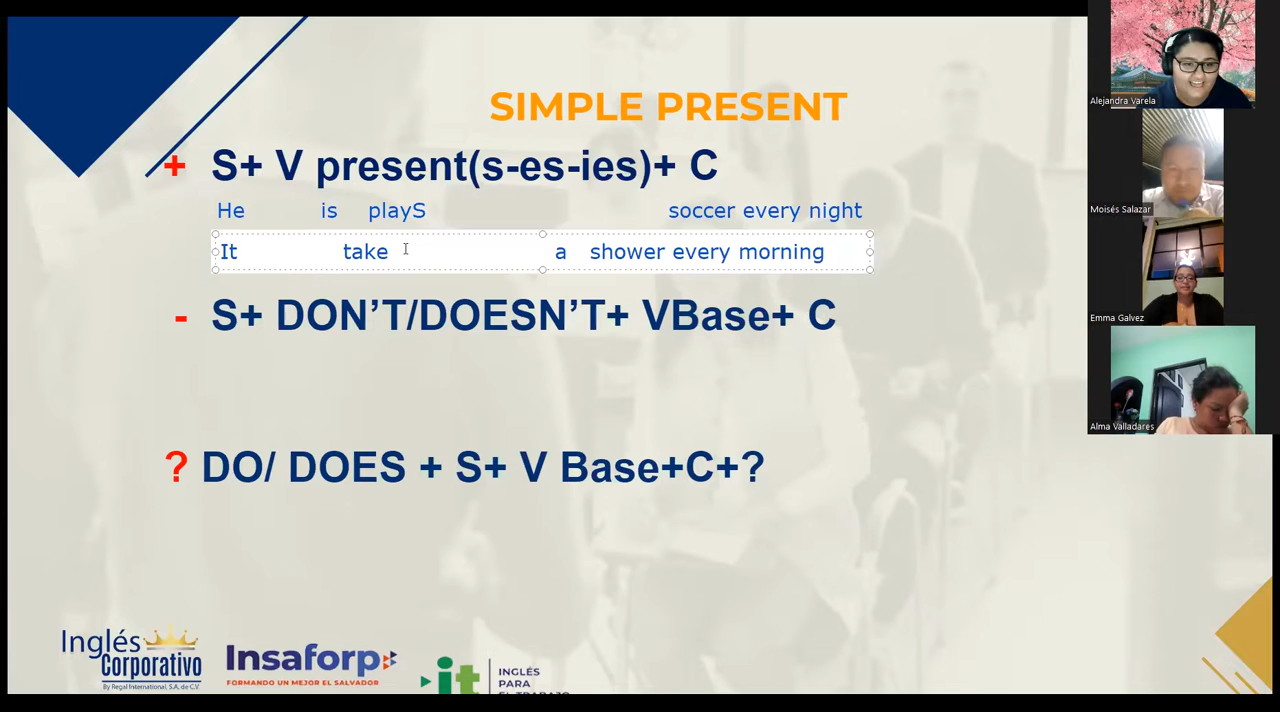 SIMPLE PRESENT
+ S+ V present(s-es-ies)+ C
He is playS soccer every night
It take a shower every morning
- S+ DON'T/DOESN'T+ VBase+ C
? DO/ DOES + S+ V Base+C+?
Alejandra Varela
Moisés Salazar
Emma Galvez
Alma Valladares
Inglés
Corporativo
By Regal International, S.A. de C.V.
Insaforp
FORMANDO UN MEJOR EL SALVADOR
it
INGLÉS
PARA
EL TRABAJO